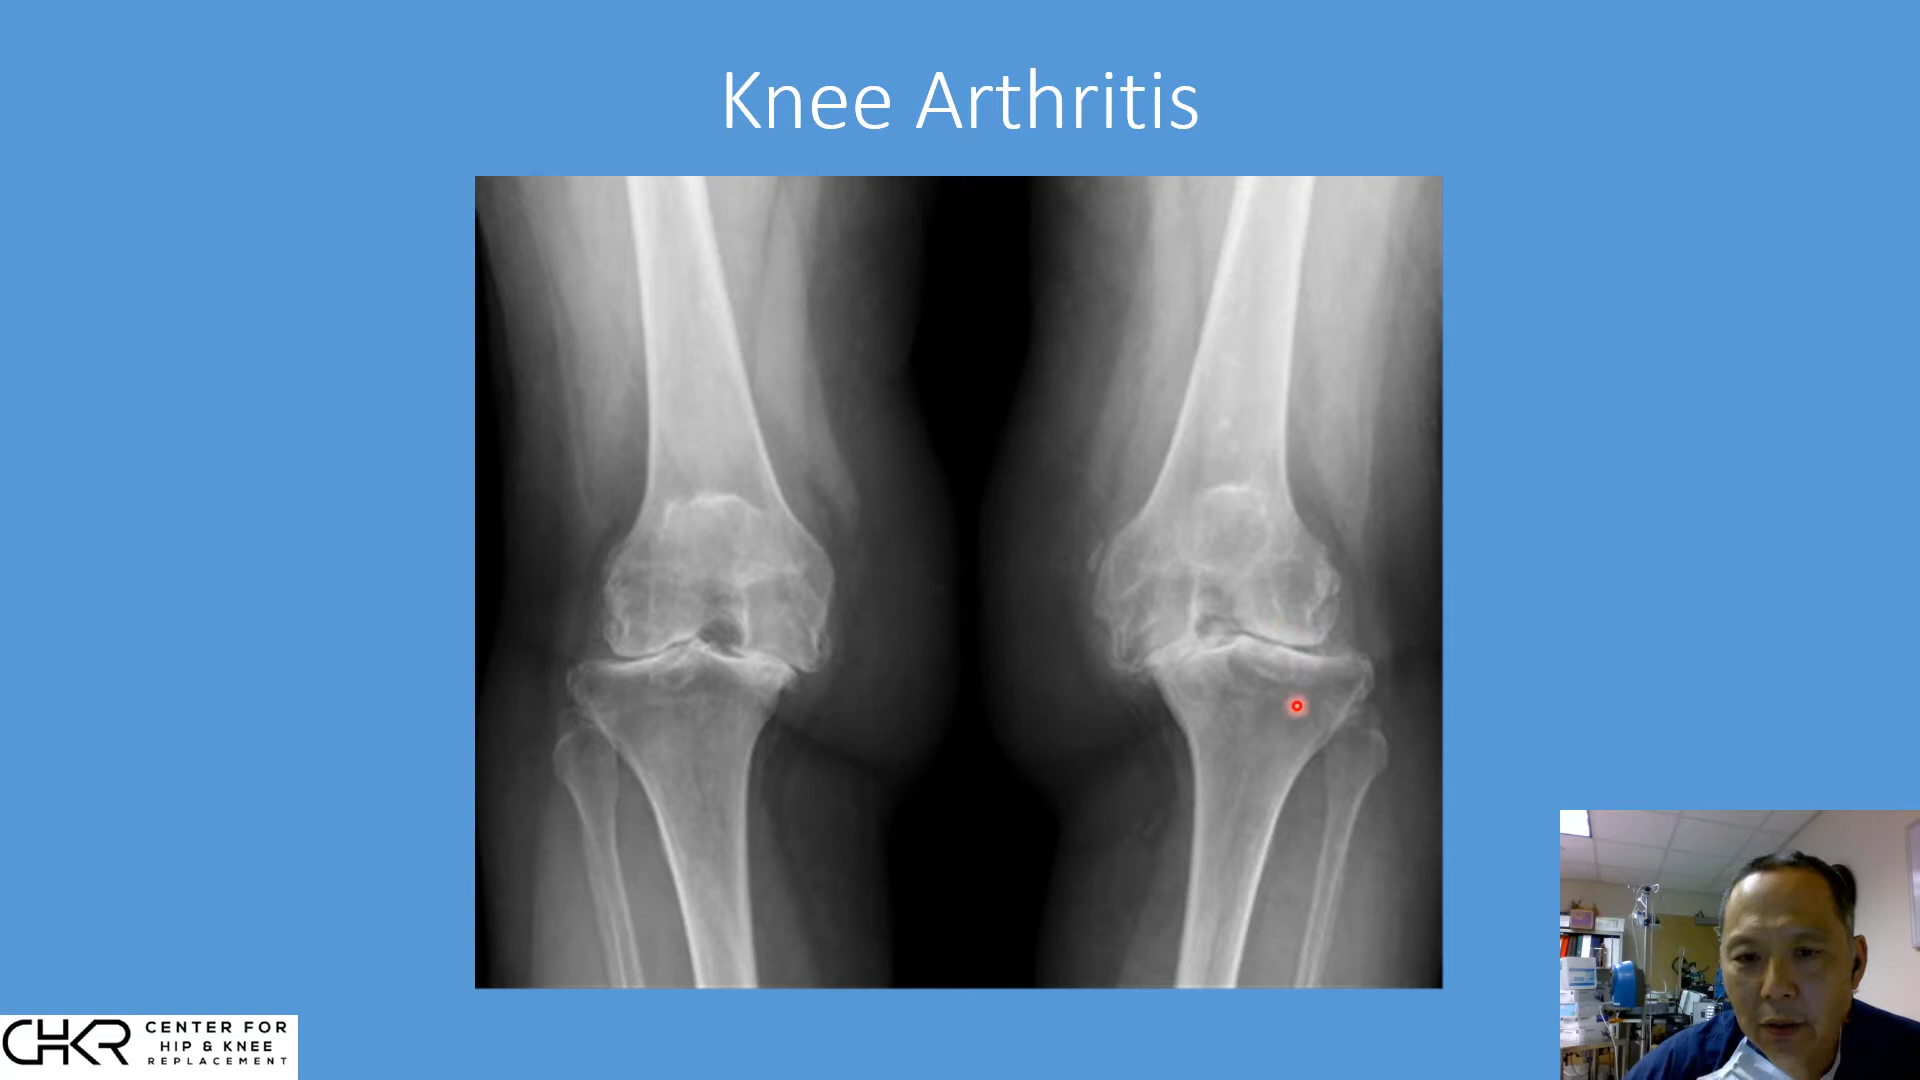 Knee Arthritis
CHKR
CENTER FOR
HIP & KNEE
REPLACEMENT